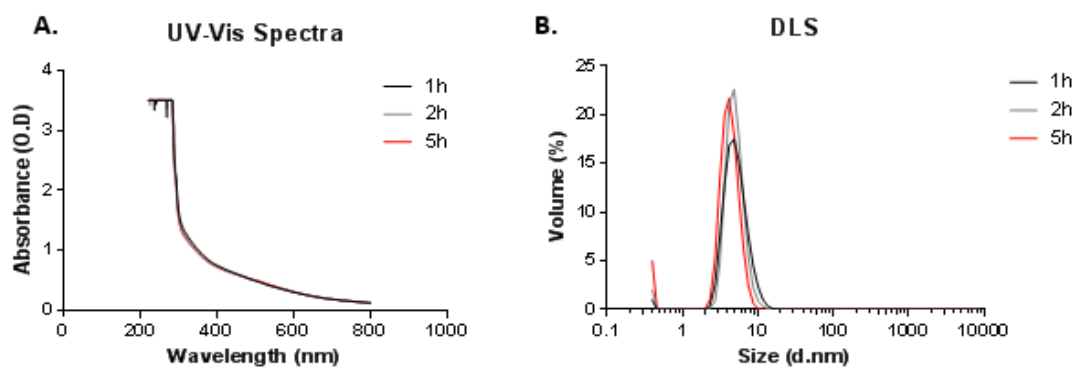 A.
UV-Vis Spectra
Absorbance (O.D)
4
3
2
1
0
0 200 400 600 800 1000
Wavelength (nm)
1h
2h
5h
B.
DLS
Volume (%)
25
20
15
10
5
0
0.1 1 10 100 1000 10000
Size (d.nm)
1h
2h
5h